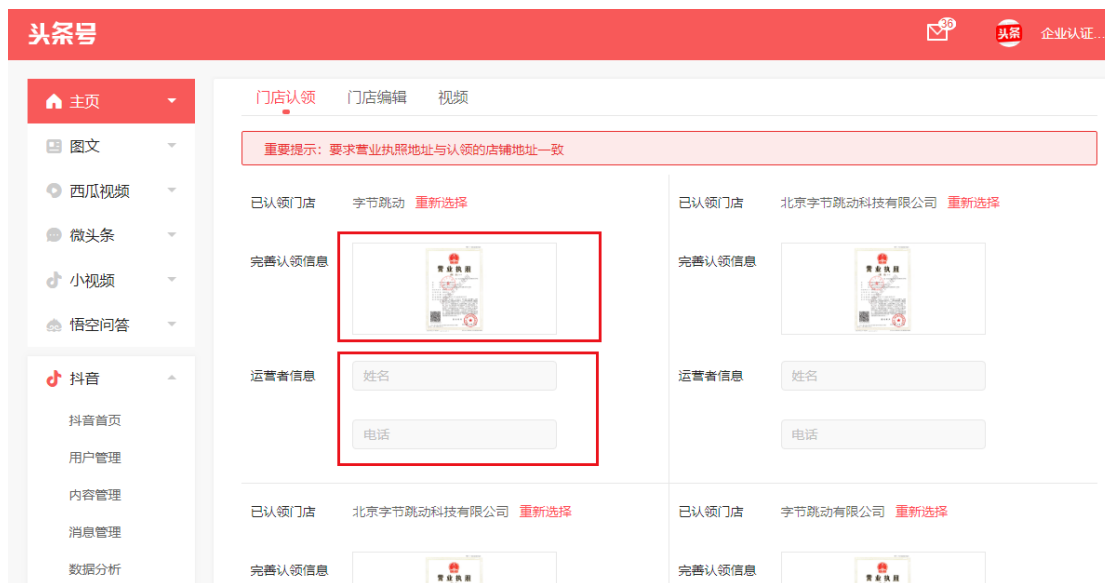 头条号
36
头条
企业认证...
主页
图文
西瓜视频
微头条
小视频
悟空问答
抖音
抖音首页
用户管理
内容管理
消息管理
数据分析
门店认领 门店编辑 视频
重要提示：要求营业执照地址与认领的店铺地址一致
已认领门店 字节跳动 重新选择
完善认领信息
营业执照
运营者信息
姓名
电话
已认领门店 北京字节跳动科技有限公司 重新选择
完善认领信息
营业执照
运营者信息
姓名
电话
已认领门店 北京字节跳动科技有限公司 重新选择
完善认领信息
营业执照
已认领门店 字节跳动有限公司 重新选择
完善认领信息
营业执照